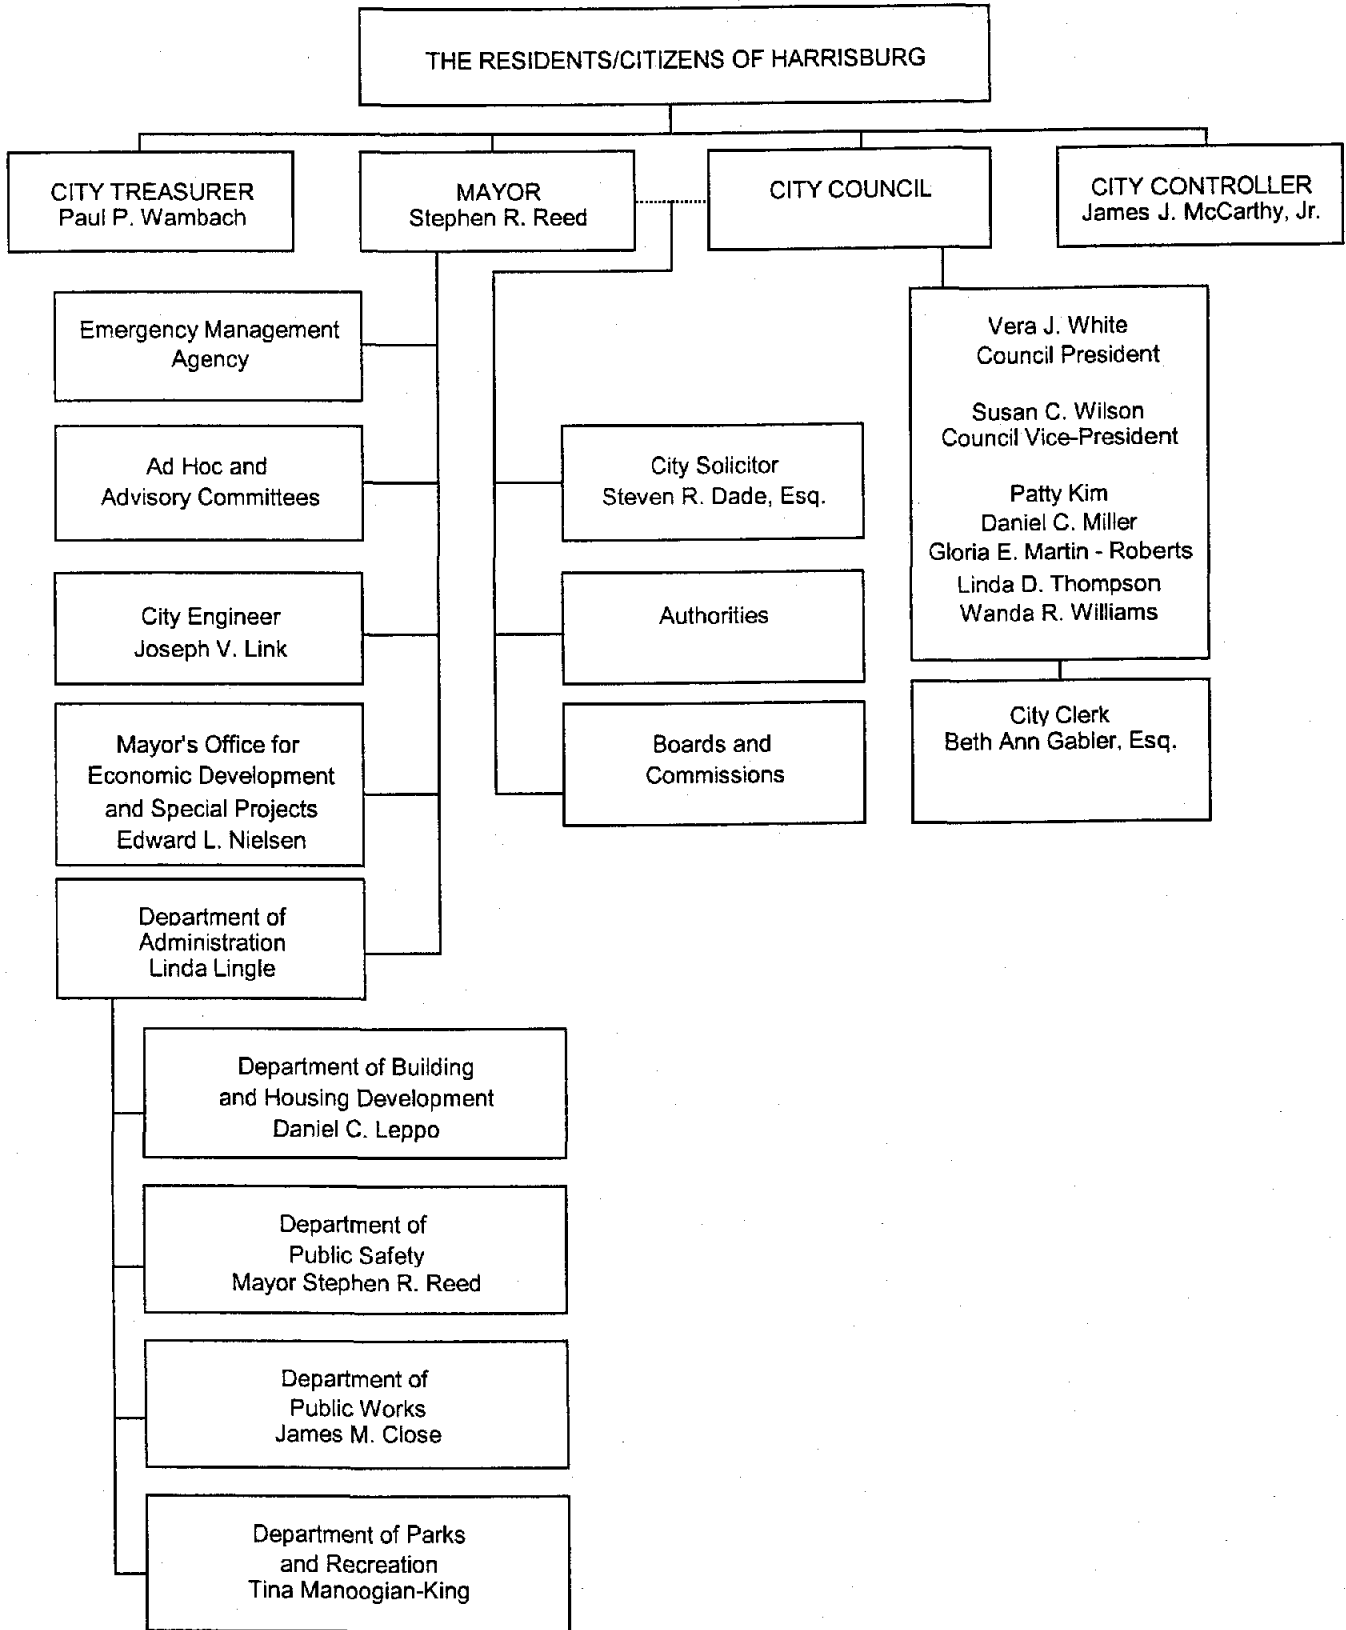 THE RESIDENTS/CITIZENS OF HARRISBURG
CITY TREASURER
Paul P. Wambach
MAYOR
Stephen R. Reed
CITY COUNCIL
CITY CONTROLLER
James J. McCarthy, Jr.
Emergency Management
Agency
Ad Hoc and
Advisory Committees
City Engineer
Joseph V. Link
Mayor's Office for
Economic Development
and Special Projects
Edward L. Nielsen
Department of
Administration
Linda Lingle
City Solicitor
Steven R. Dade, Esq.
Authorities
Boards and
Commissions
Vera J. White
Council President
Susan C. Wilson
Council Vice-President
Patty Kim
Daniel C. Miller
Gloria E. Martin - Roberts
Linda D. Thompson
Wanda R. Williams
City Clerk
Beth Ann Gabler, Esq.
Department of Building
and Housing Development
Daniel C. Leppo
Department of
Public Safety
Mayor Stephen R. Reed
Department of
Public Works
James M. Close
Department of Parks
and Recreation
Tina Manoogian-King